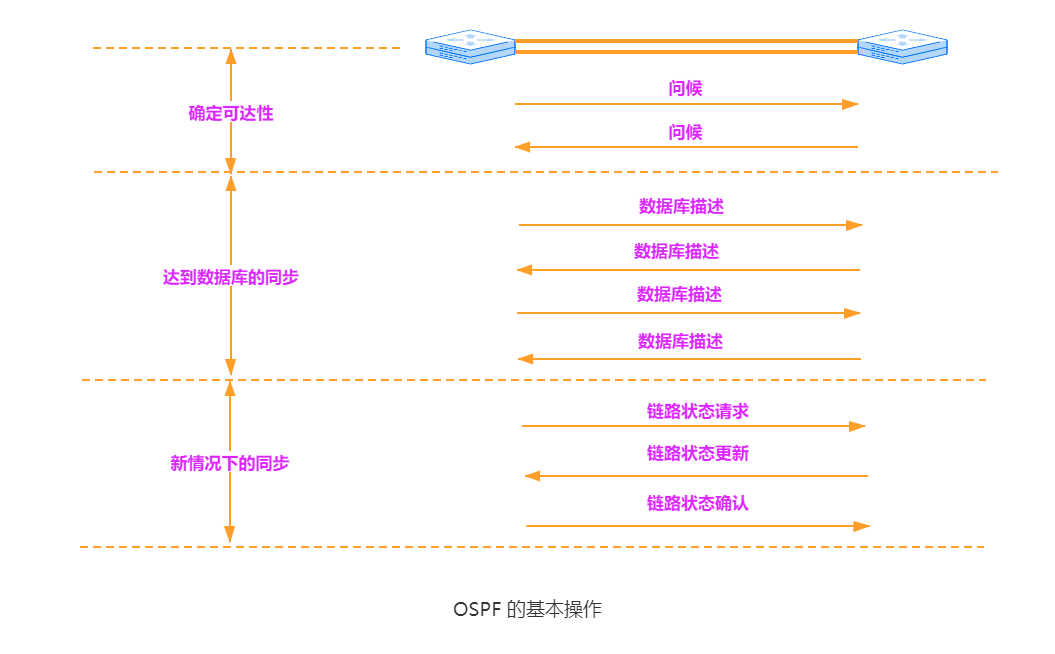 问候
确定可达性
问候
数据库描述
数据库描述
达到数据库的同步
数据库描述
数据库描述
链路状态请求
链路状态更新
新情况下的同步
链路状态确认
OSPF 的基本操作